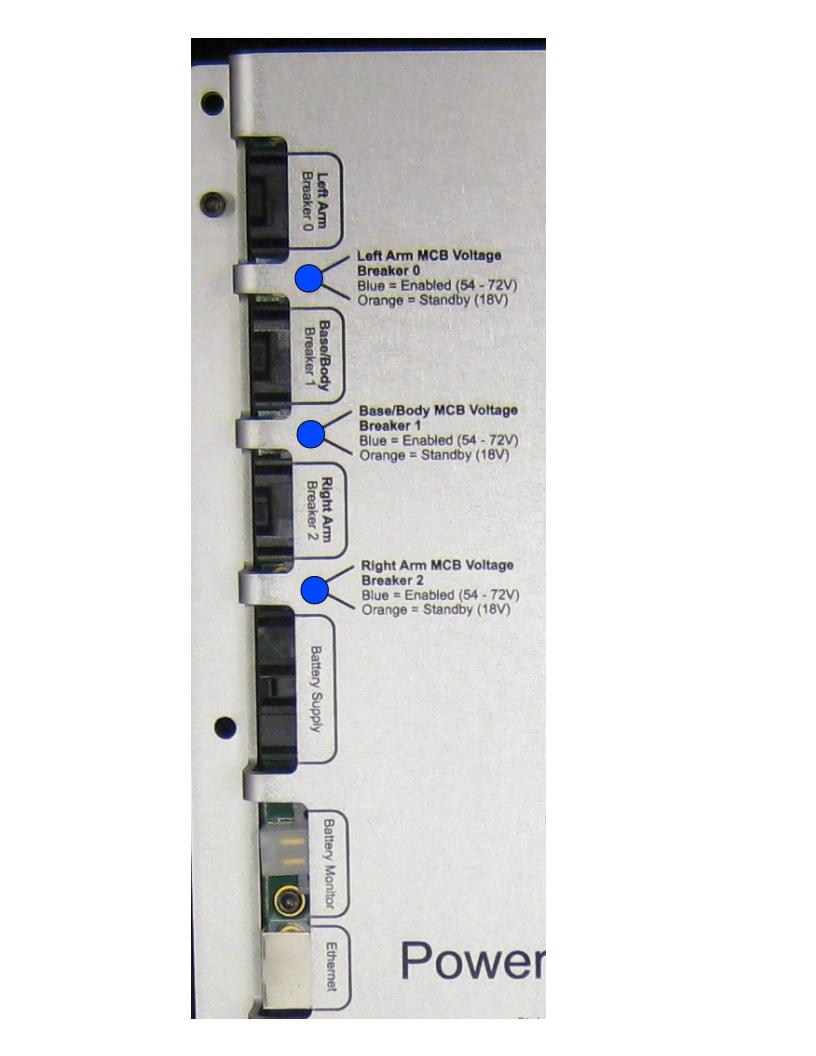 Left Arm
Breaker 0
Left Arm MCB Voltage
Breaker 0
Blue = Enabled (54 - 72V)
Orange = Standby (18V)
Base/Body
Breaker 1
Base/Body MCB Voltage
Breaker 1
Blue = Enabled (54 - 72V)
Orange = Standby (18V)
Right Arm
Breaker 2
Right Arm MCB Voltage
Breaker 2
Blue = Enabled (54 - 72V)
Orange = Standby (18V)
Battery Supply
Battery Monitor
Ethernet
Power